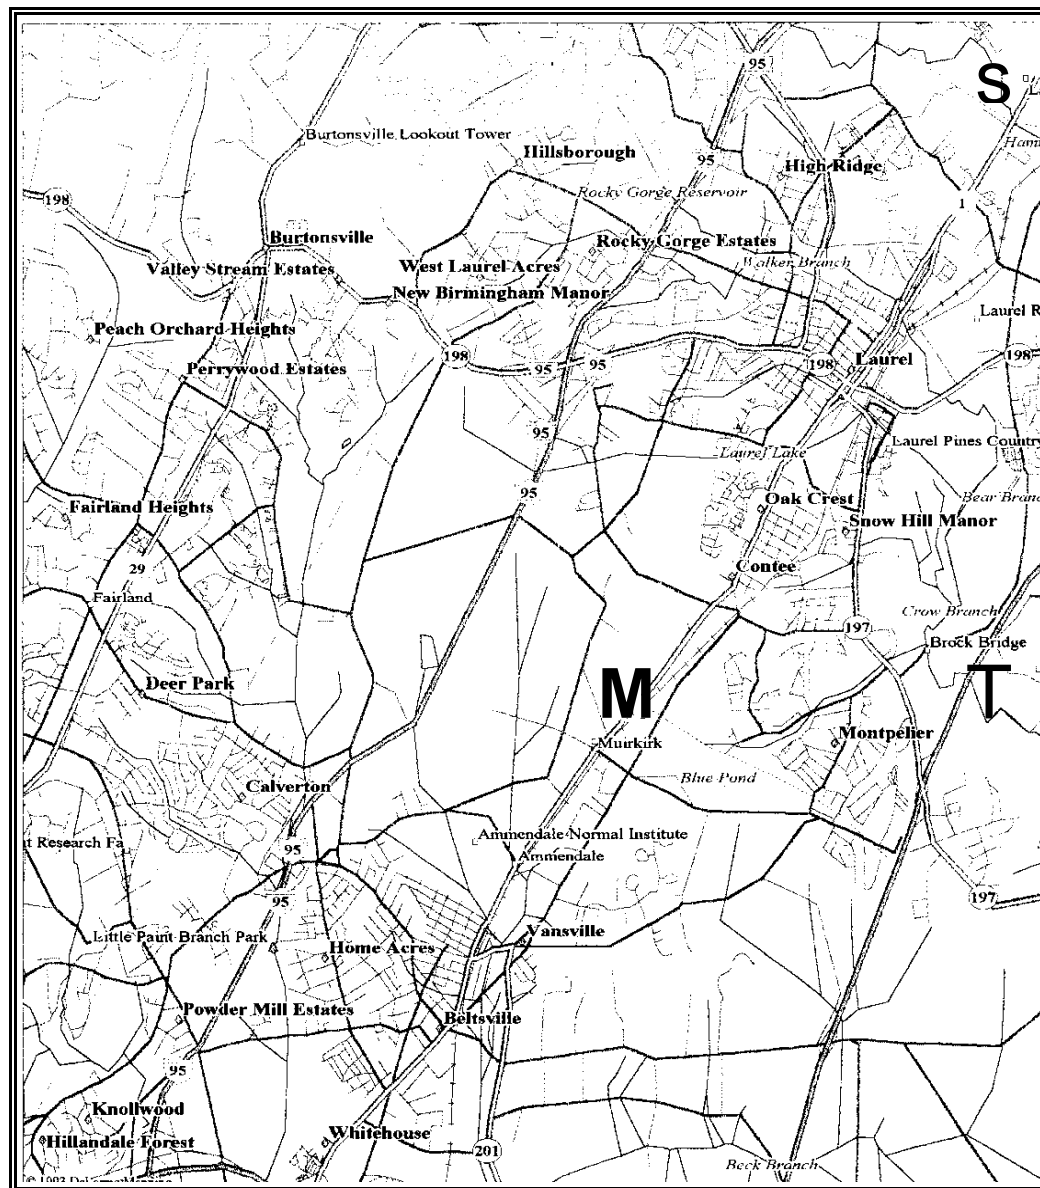 95
S
Burtonsville Lookout Tower
Hillsborough
95
High Ridge
Rocky Gorge Reservoir
198
1
Burtonsville
Rocky Gorge Estates
Valley Stream Estates
West Laurel Acres
Walker Branch
New Birmingham Manor
Peach Orchard Heights
Laurel R
198
95
95
198
Laurel
198
Perrywood Estates
95
Laurel Pines Country
Laurel Lake
95
Oak Crest
Bear Branc
Fairland Heights
Snow Hill Manor
29
Contee
Fairland
Crow Branch
197
Brock Bridge
M
T
Deer Park
Muirkirk
Montpelier
Blue Pond
Calverton
Ammendale Normal Institute
t Research Fa
95
Ammendale
95
197
Little Paint Branch Park
Home Acres
Vansville
Powder Mill Estates
Beltsville
95
Knollwood
Hillandale Forest
Whitehouse
201
Beck Branch